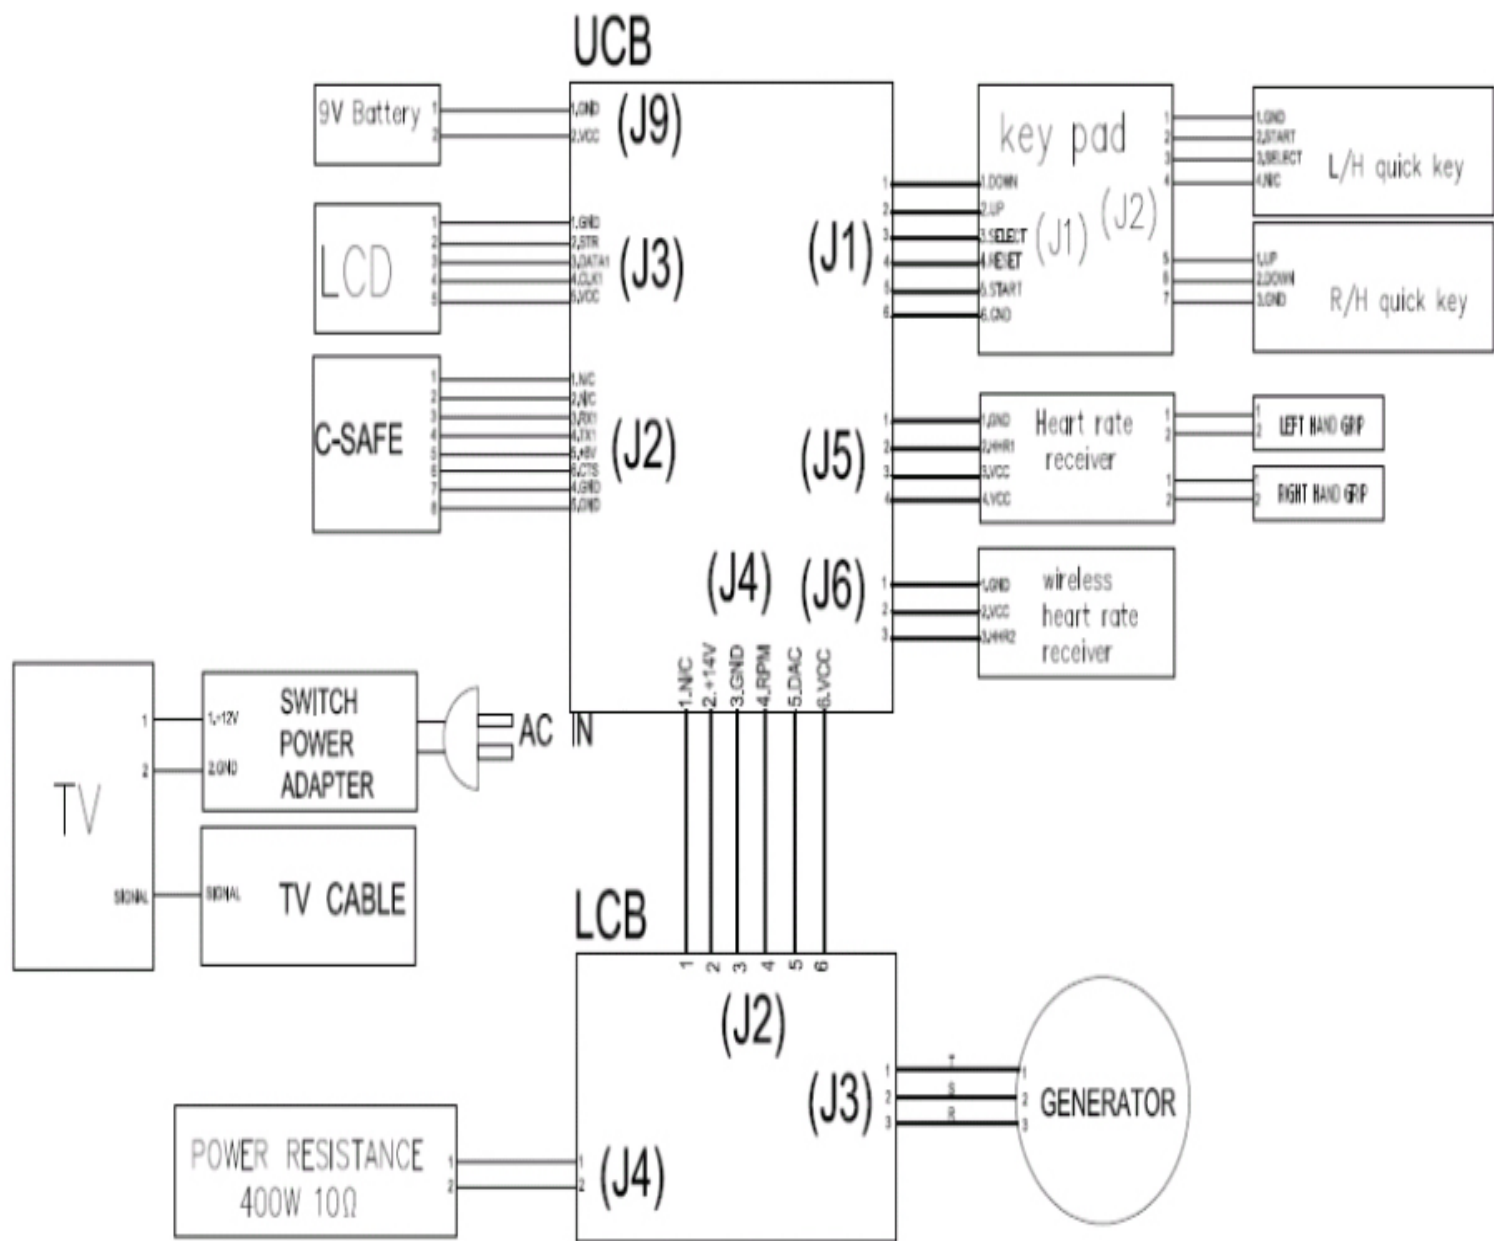 UCB
9V Battery
1
2
1.GND
2.VCC
(J9)
LCD
1
2
3
4
5
1.GND
2.STR
3.DATA1
4.CLK1
5.VCC
(J3)
C-SAFE
1
2
3
4
5
6
7
8
1.N/C
2.N/C
3.RX1
4.TX1
6.CTS
4.GND
(J2)
(J1)
1
2
3
4
5
6
key pad
1.DOWN
2.UP
3.SELECT
4.RESET
5.START
6.GND
(J1)
(J2)
1
2
3
4
5
6
7
1.GND
2.START
3.SELECT
4.N/C
L/H quick key
1.UP
2.DOWN
3.GND
R/H quick key
(J5)
1
2
3
4
1.GND
2.HHR1
3.VCC
4.VCC
Heart rate
receiver
1
2
1
2
LEFT HAND GRIP
1
2
1
2
RIGHT HAND GRIP
(J4)
(J6)
1
2
3
1.GND
2.VCC
3.HHR2
wireless
heart rate
receiver
1.N/C
2.+14V
3.GND
4.RPM
5.DAC
6.VCC
TV
1
2
SIGNAL
1.+12V
2.GND
SWITCH
POWER
ADAPTER
AC IN
SIGNAL
TV CABLE
LCB
1
2
3
4
5
6
(J2)
(J3)
1
2
3
T
S
R
1
2
3
GENERATOR
POWER RESISTANCE
400W 10Ω
1
2
1
2
(J4)